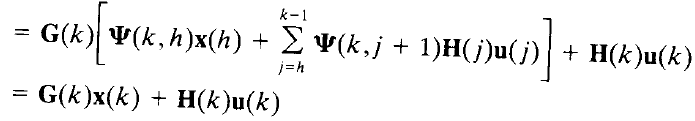 = G(k)[Ψ(k, h)x(h) + ∑_{j=h}^{k−1} Ψ(k, j + 1)H(j)u(j)] + H(k)u(k)
= G(k)x(k) + H(k)u(k)